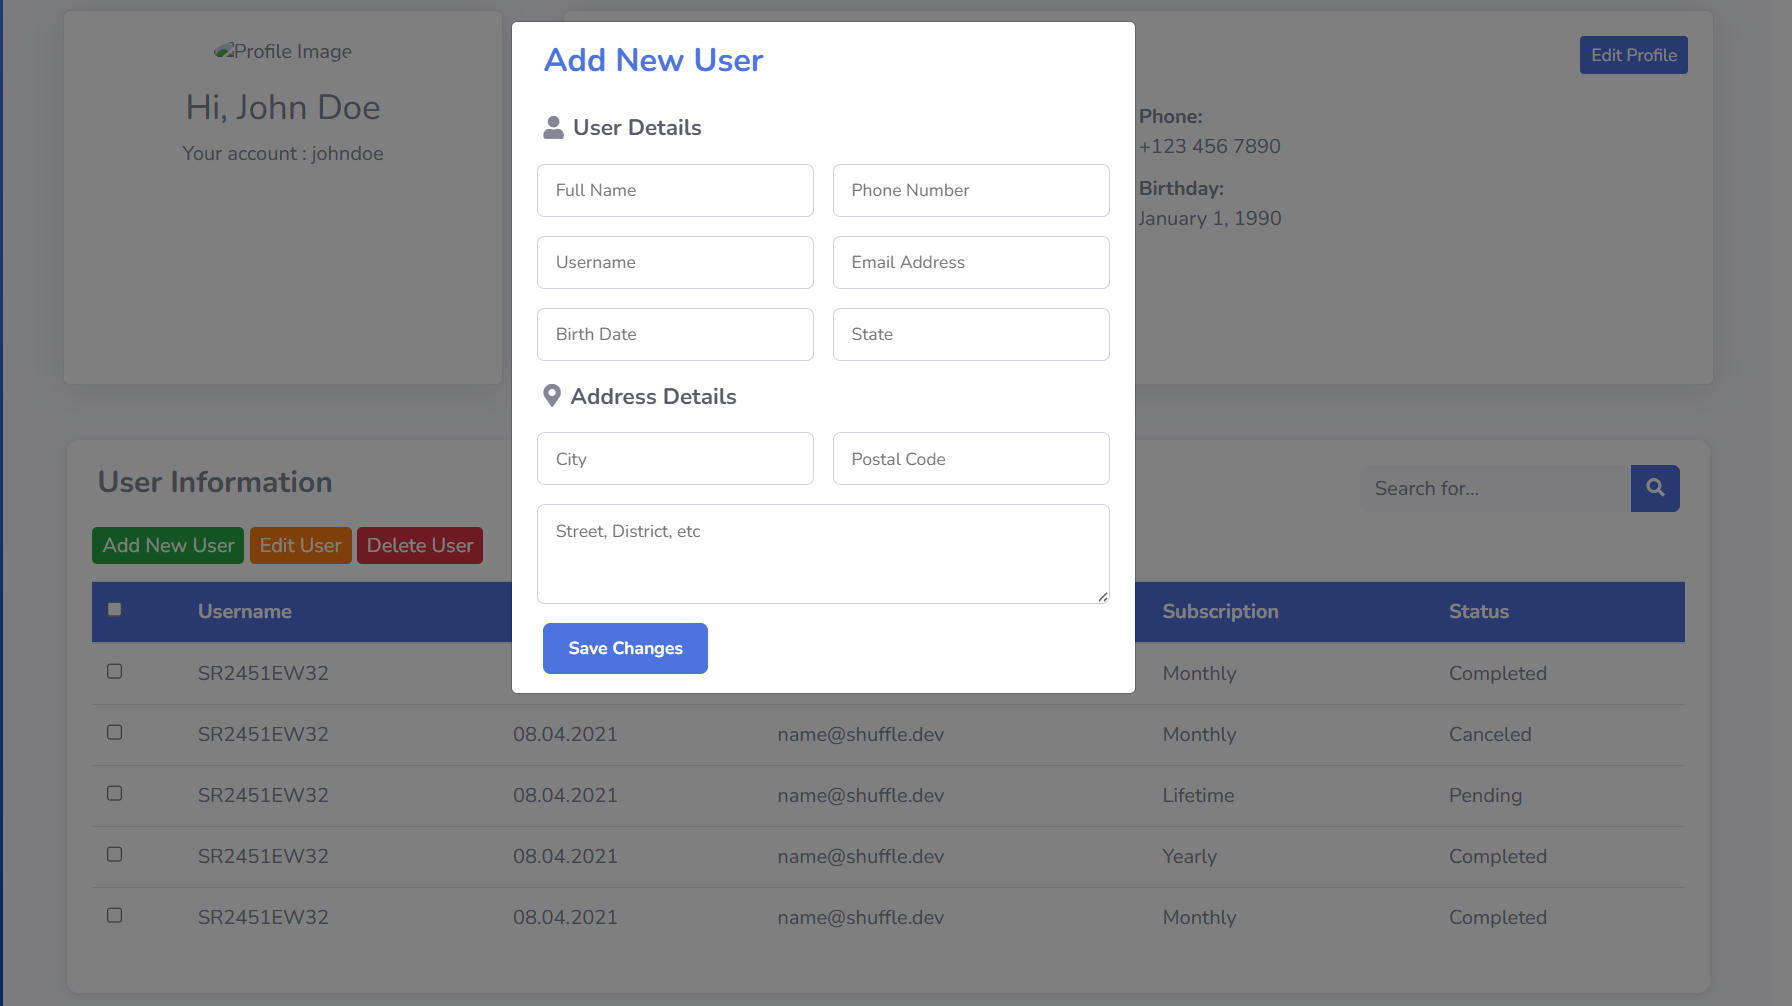 Profile Image
Hi, John Doe
Your account : johndoe
Add New User
User Details
Full Name
Phone Number
Username
Email Address
Birth Date
State
Address Details
City
Postal Code
Street, District, etc
Save Changes
Edit Profile
Phone:
+123 456 7890
Birthday:
January 1, 1990
User Information
Search for...
Add New User Edit User Delete User
Username Subscription Status
SR2451EW32 Monthly Completed
SR2451EW32 08.04.2021 name@shuffle.dev Monthly Canceled
SR2451EW32 08.04.2021 name@shuffle.dev Lifetime Pending
SR2451EW32 08.04.2021 name@shuffle.dev Yearly Completed
SR2451EW32 08.04.2021 name@shuffle.dev Monthly Completed